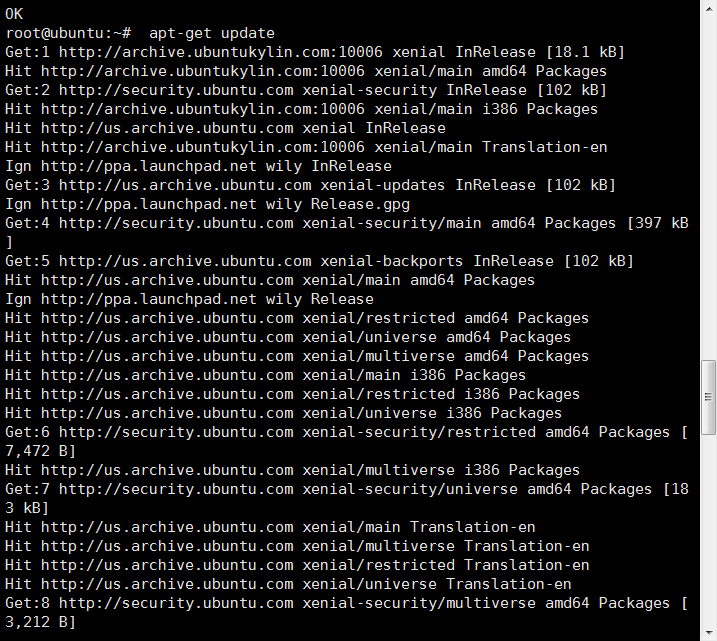 OK
root@ubuntu:~#  apt-get update
Get:1 http://archive.ubuntukylin.com:10006 xenial InRelease [18.1 kB]
Hit http://archive.ubuntukylin.com:10006 xenial/main amd64 Packages
Get:2 http://security.ubuntu.com xenial-security InRelease [102 kB]
Hit http://archive.ubuntukylin.com:10006 xenial/main i386 Packages
Hit http://us.archive.ubuntu.com xenial InRelease
Hit http://archive.ubuntukylin.com:10006 xenial/main Translation-en
Ign http://ppa.launchpad.net wily InRelease
Get:3 http://us.archive.ubuntu.com xenial-updates InRelease [102 kB]
Ign http://ppa.launchpad.net wily Release.gpg
Get:4 http://security.ubuntu.com xenial-security/main amd64 Packages [397 kB
]
Get:5 http://us.archive.ubuntu.com xenial-backports InRelease [102 kB]
Hit http://us.archive.ubuntu.com xenial/main amd64 Packages
Ign http://ppa.launchpad.net wily Release
Hit http://us.archive.ubuntu.com xenial/restricted amd64 Packages
Hit http://us.archive.ubuntu.com xenial/universe amd64 Packages
Hit http://us.archive.ubuntu.com xenial/multiverse amd64 Packages
Hit http://us.archive.ubuntu.com xenial/main i386 Packages
Hit http://us.archive.ubuntu.com xenial/restricted i386 Packages
Hit http://us.archive.ubuntu.com xenial/universe i386 Packages
Get:6 http://security.ubuntu.com xenial-security/restricted amd64 Packages [
7,472 B]
Hit http://us.archive.ubuntu.com xenial/multiverse i386 Packages
Get:7 http://security.ubuntu.com xenial-security/universe amd64 Packages [18
3 kB]
Hit http://us.archive.ubuntu.com xenial/main Translation-en
Hit http://us.archive.ubuntu.com xenial/multiverse Translation-en
Hit http://us.archive.ubuntu.com xenial/restricted Translation-en
Hit http://us.archive.ubuntu.com xenial/universe Translation-en
Get:8 http://security.ubuntu.com xenial-security/multiverse amd64 Packages [
3,212 B]